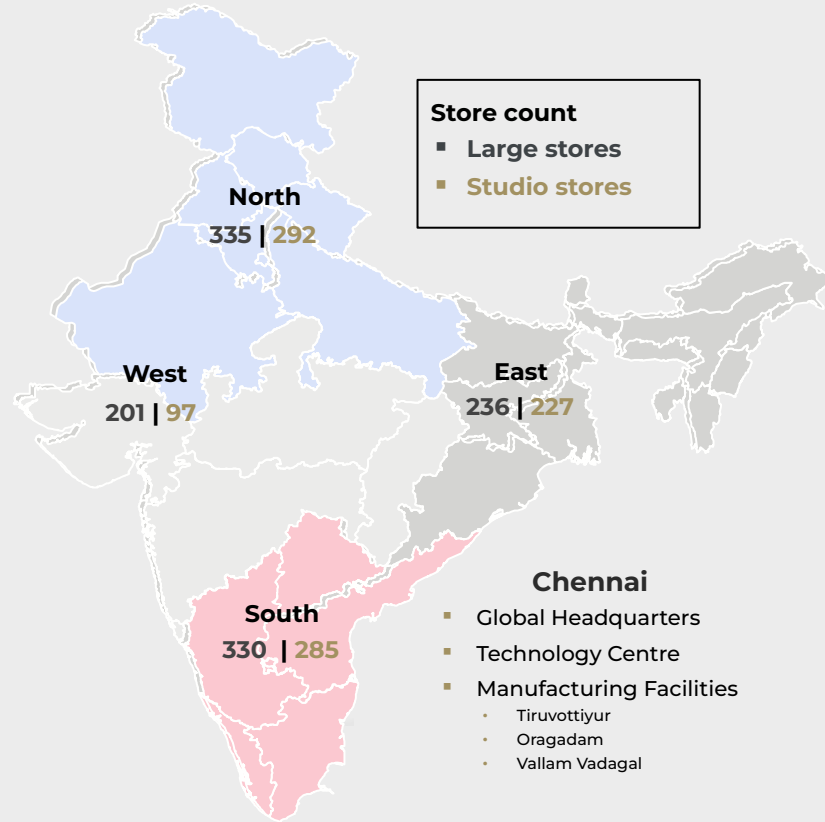 Store count
▪ Large stores
▪ Studio stores
North
335 | 292
West
201 | 97
East
236 | 227
South
330 | 285
Chennai
▪ Global Headquarters
▪ Technology Centre
▪ Manufacturing Facilities
• Tiruvottiyur
• Oragadam
• Vallam Vadagal